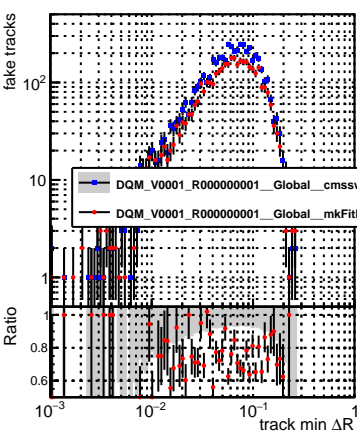 fake tracks
10²
10
1
DQM_V0001_R000000001__Global__cmssw
DQM_V0001_R000000001__Global__mkFit
Ratio
1
0.8
0.6
10⁻³ 10⁻² 10⁻¹ 1
track min ΔR